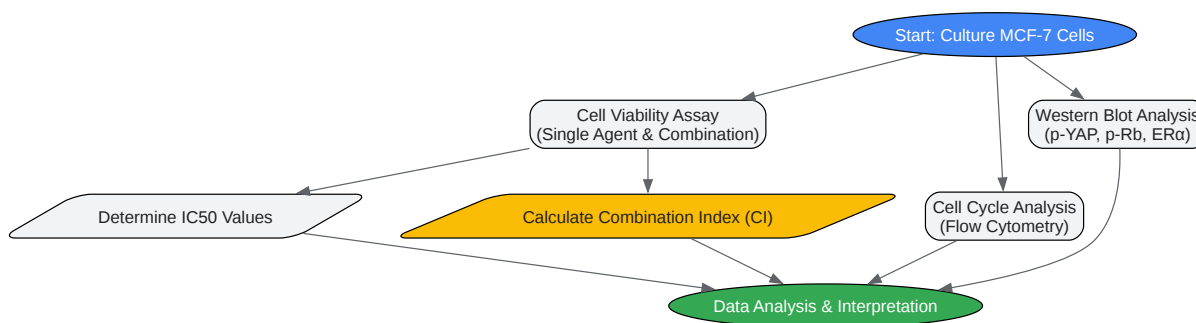 Start: Culture MCF-7 Cells
Cell Viability Assay
(Single Agent & Combination)
Western Blot Analysis
(p-YAP, p-Rb, ERα)
Determine IC50 Values
Calculate Combination Index (CI)
Cell Cycle Analysis
(Flow Cytometry)
Data Analysis & Interpretation